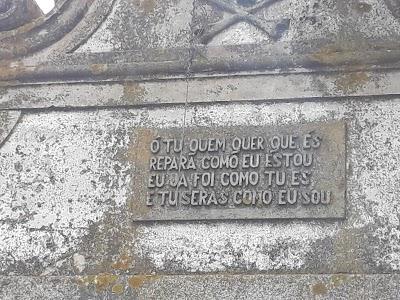 Ó TU QUEM QUER QUE ÉS
REPARA COMO EU ESTOU
EU JÁ FOI COMO TU ÉS
E TU SERÁS COMO EU SOU